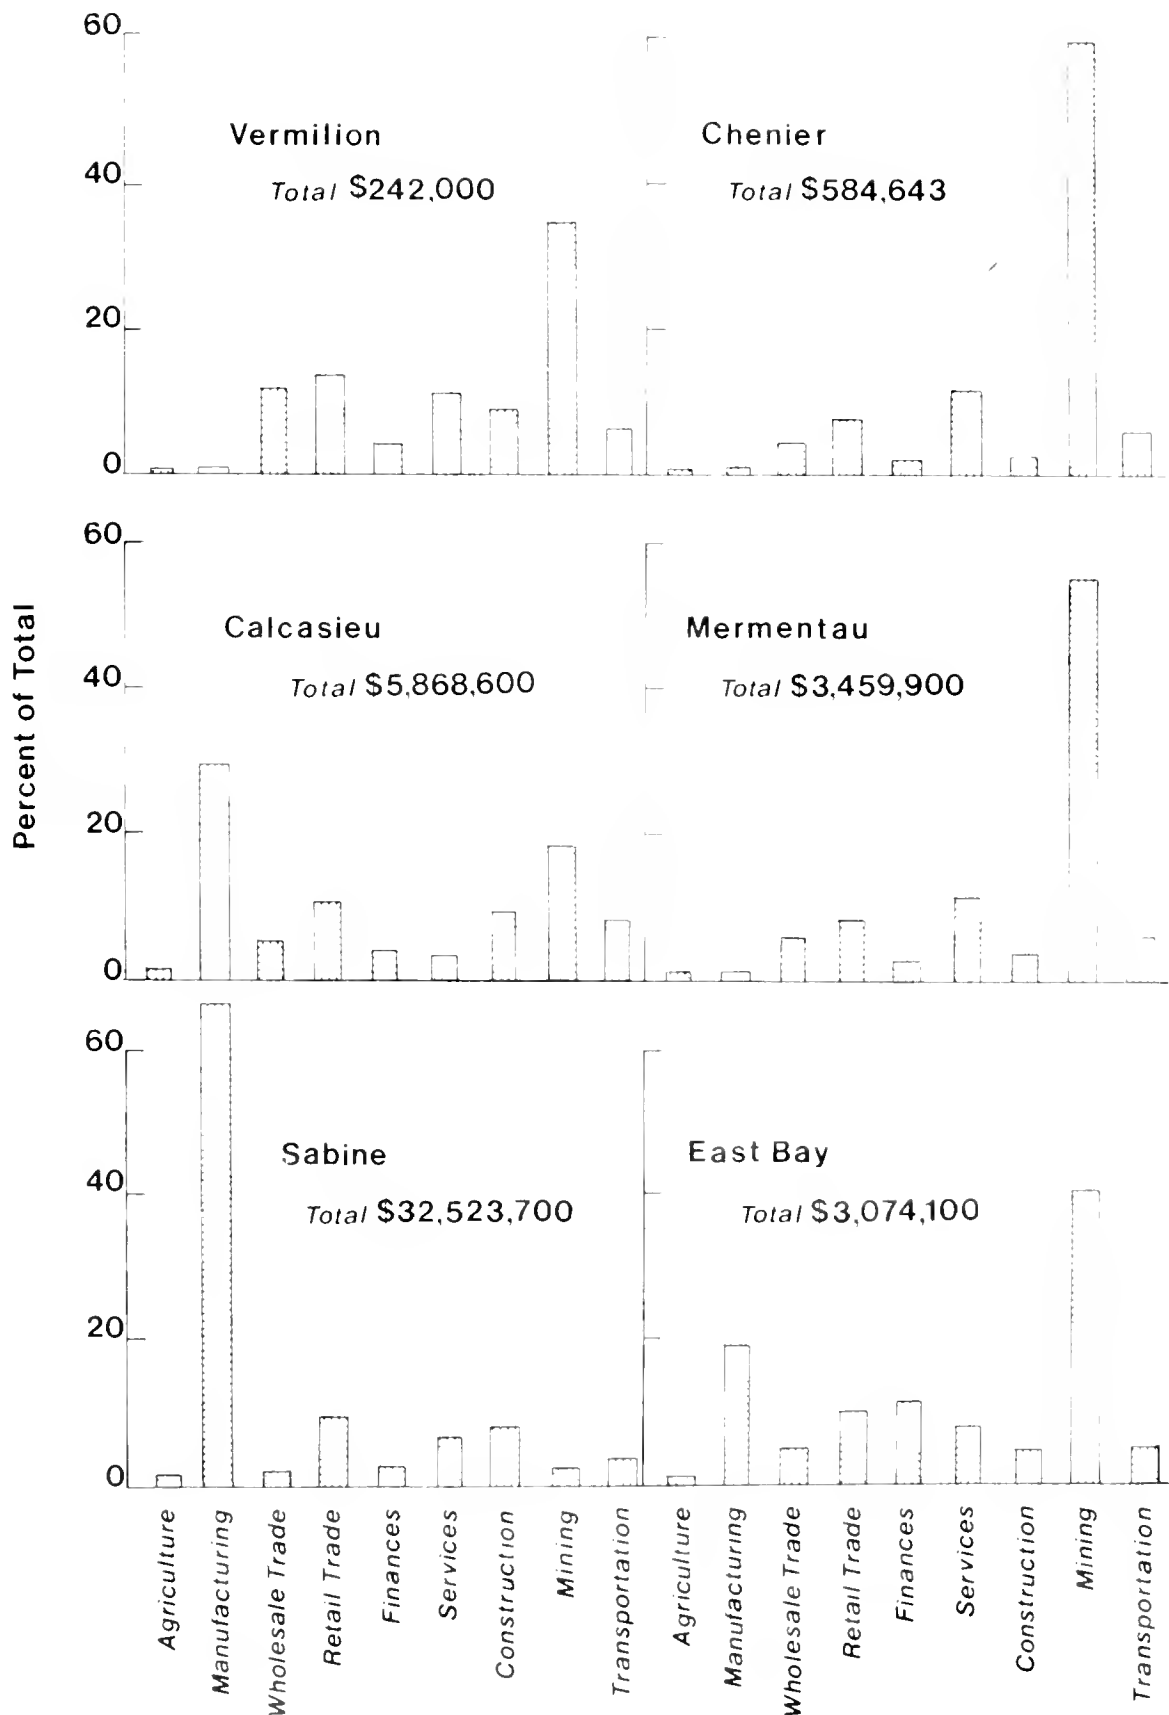 60
Vermilion
Chenier
40
Total $242,000
Total $584,643
20
0
60
Calcasieu
Mermentau
40
Total $5,868,600
Total $3,459,900
Percent of Total
20
0
60
Sabine
East Bay
40
Total $32,523,700
Total $3,074,100
20
0
Agriculture
Manufacturing
Wholesale Trade
Retail Trade
Finances
Services
Construction
Mining
Transportation
Agriculture
Manufacturing
Wholesale Trade
Retail Trade
Finances
Services
Construction
Mining
Transportation